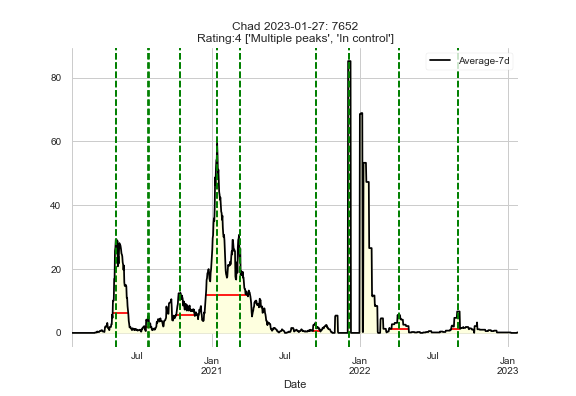 Chad 2023-01-27: 7652
Rating:4 ['Multiple peaks', 'In control']
Average-7d
80
60
40
20
0
Jul
Jan
2021
Jul
Jan
2022
Jul
Jan
2023
Date